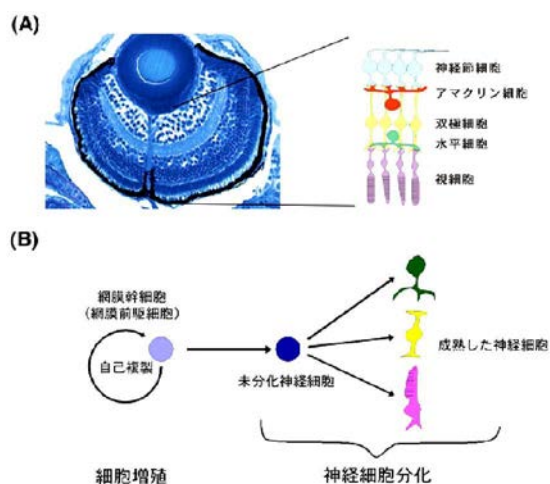 (A)
神経節細胞
アマクリン細胞
双極細胞
水平細胞
視細胞
(B)
網膜幹細胞
(網膜前駆細胞)
自己複製
未分化神経細胞
成熟した神経細胞
細胞増殖
神経細胞分化